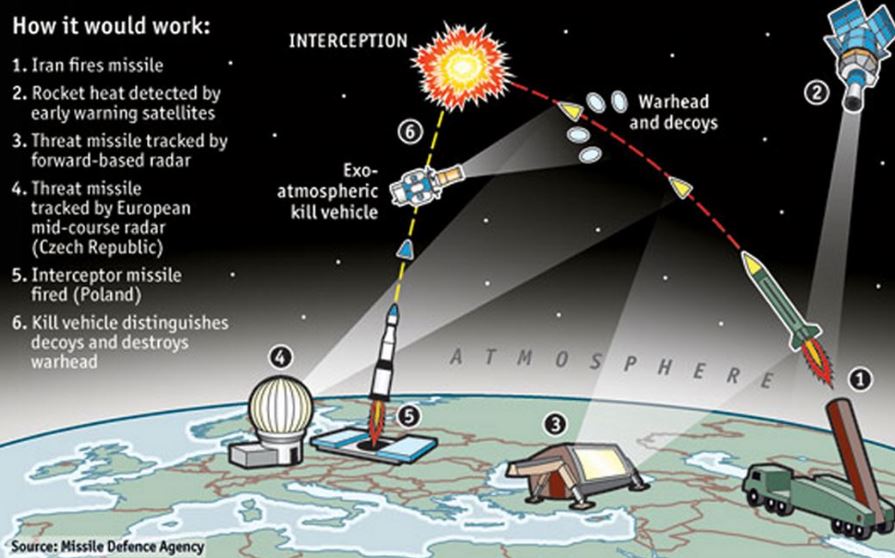 How it would work:
1. Iran fires missile
2. Rocket heat detected by
early warning satellites
3. Threat missile tracked by
forward-based radar
4. Threat missile
tracked by European
mid-course radar
(Czech Republic)
5. Interceptor missile
fired (Poland)
6. Kill vehicle distinguishes
decoys and destroys
warhead
INTERCEPTION
6
Exo-
atmospheric
kill vehicle
Warhead
and decoys
2
ATMOSPHERE
4
5
3
1
Source: Missile Defence Agency